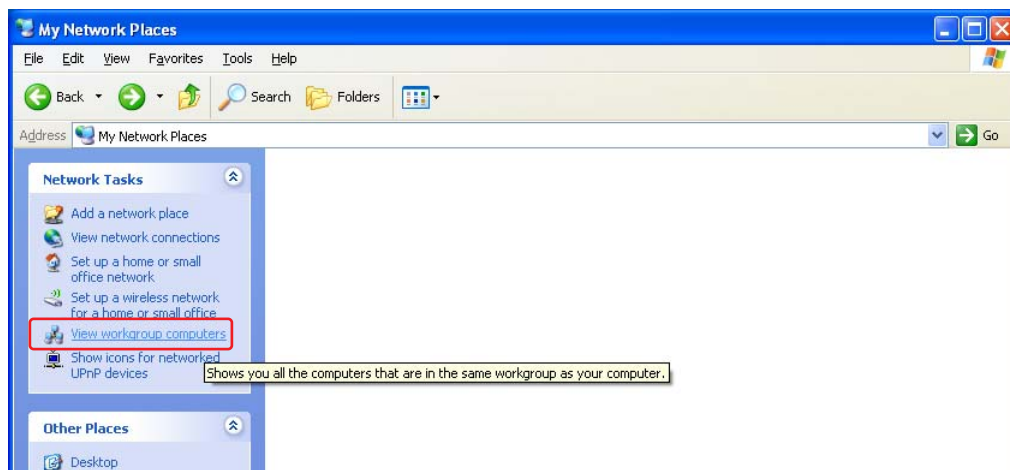 My Network Places
File Edit View Favorites Tools Help
Back Search Folders
Address My Network Places Go
Network Tasks
Add a network place
View network connections
Set up a home or small
office network
Set up a wireless network
for a home or small office
View workgroup computers
Show icons for networked
UPnP devices
Shows you all the computers that are in the same workgroup as your computer.
Other Places
Desktop